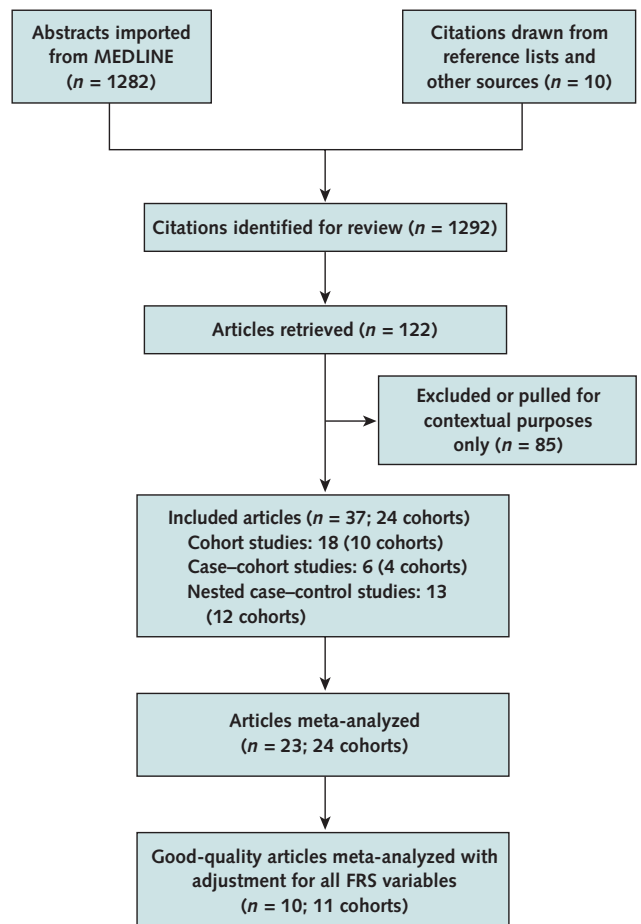 Abstracts imported
from MEDLINE
(n = 1282)
Citations drawn from
reference lists and
other sources (n = 10)
Citations identified for review (n = 1292)
Articles retrieved (n = 122)
Excluded or pulled for
contextual purposes
only (n = 85)
Included articles (n = 37; 24 cohorts)
Cohort studies: 18 (10 cohorts)
Case–cohort studies: 6 (4 cohorts)
Nested case–control studies: 13
(12 cohorts)
Articles meta-analyzed
(n = 23; 24 cohorts)
Good-quality articles meta-analyzed with
adjustment for all FRS variables
(n = 10; 11 cohorts)